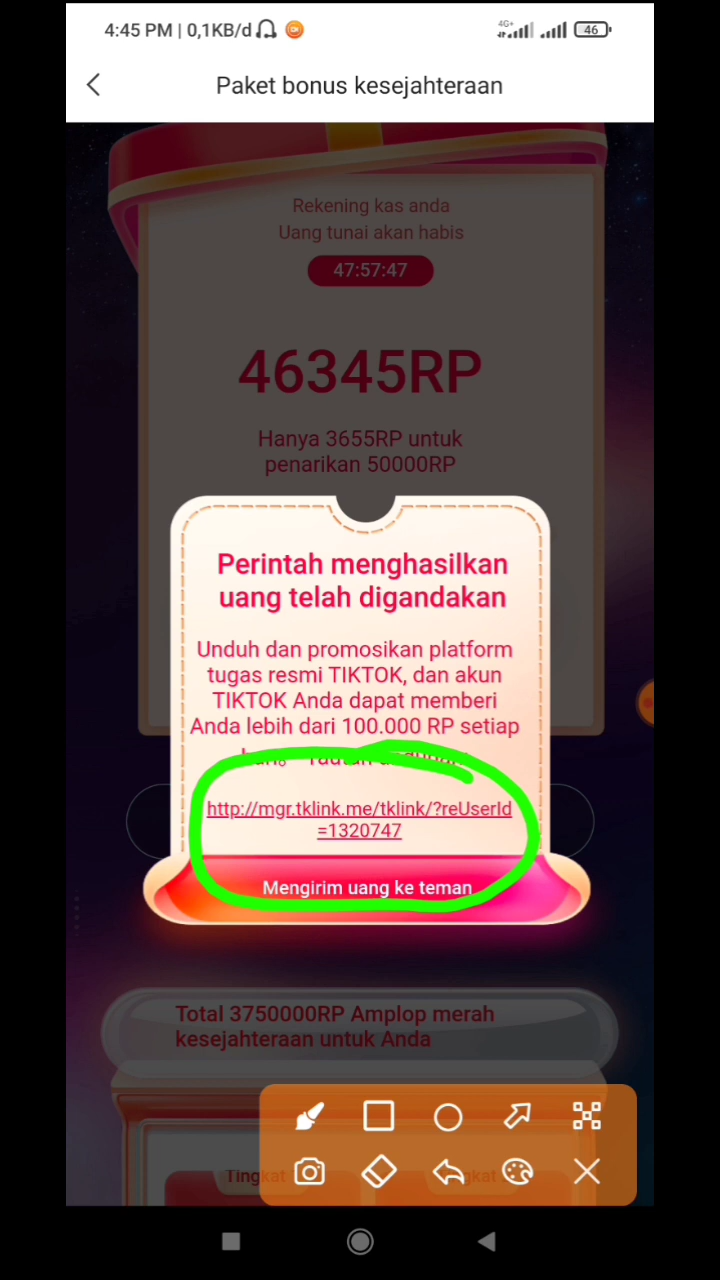 4:45 PM | 0,1KB/d
4G+
46
Paket bonus kesejahteraan
Rekening kas anda
Uang tunai akan habis
47:57:47
46345RP
Hanya 3655RP untuk
penarikan 50000RP
Perintah menghasilkan
uang telah digandakan
Unduh dan promosikan platform
tugas resmi TIKTOK, dan akun
TIKTOK Anda dapat memberi
Anda lebih dari 100.000 RP setiap
http://mgr.tklink.me/tklink/?reUserId
=1320747
Mengirim uang ke teman
Total 3750000RP Amplop merah
kesejahteraan untuk Anda
Tingkat